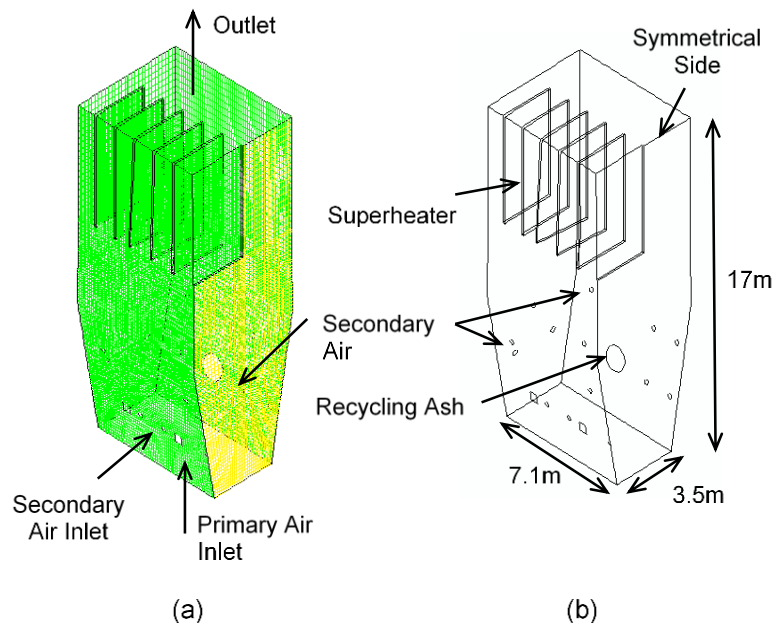 Outlet
Symmetrical
Side
Superheater
17m
Secondary
Air
Recycling Ash
7.1m
3.5m
Secondary
Air Inlet
Primary Air
Inlet
(a)
(b)